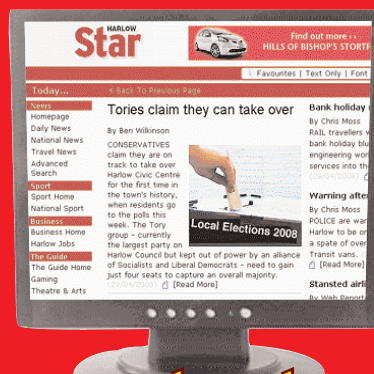 HARLOW
Star
Find out more
HILLS OF BISHOP'S STORTF
Favourites | Text Only | Font
Today...
< Back To Previous Page
News
Homepage
Daily News
National News
Travel News
Advanced
Search
Sport
Sport Home
National Sport
Business
Business Home
Harlow Jobs
The Guide
The Guide Home
Gaming
Theatre & Arts
Tories claim they can take over
By Ben Wilkinson
CONSERVATIVES
claim they are on
track to take over
Harlow Civic Centre
for the first time in
the town's history,
when residents go
to the polls this
week. The Tory
group - currently
the largest party on
Harlow Council but kept out of power by an alliance
of Socialists and Liberal Democrats - need to gain
just four seats to capture an overall majority.
(29/04/2008) [Read More]
Local Elections 2008
Bank holiday
By Chris Moss
RAIL travellers
bank holiday blu
engineering wor
services into th
(29/04/2008)
Warning afte
By Chris Moss
POLICE are war
Harlow to be on
a spate of over
Transit vans.
[Read More]
Stansted airli
By Web Report